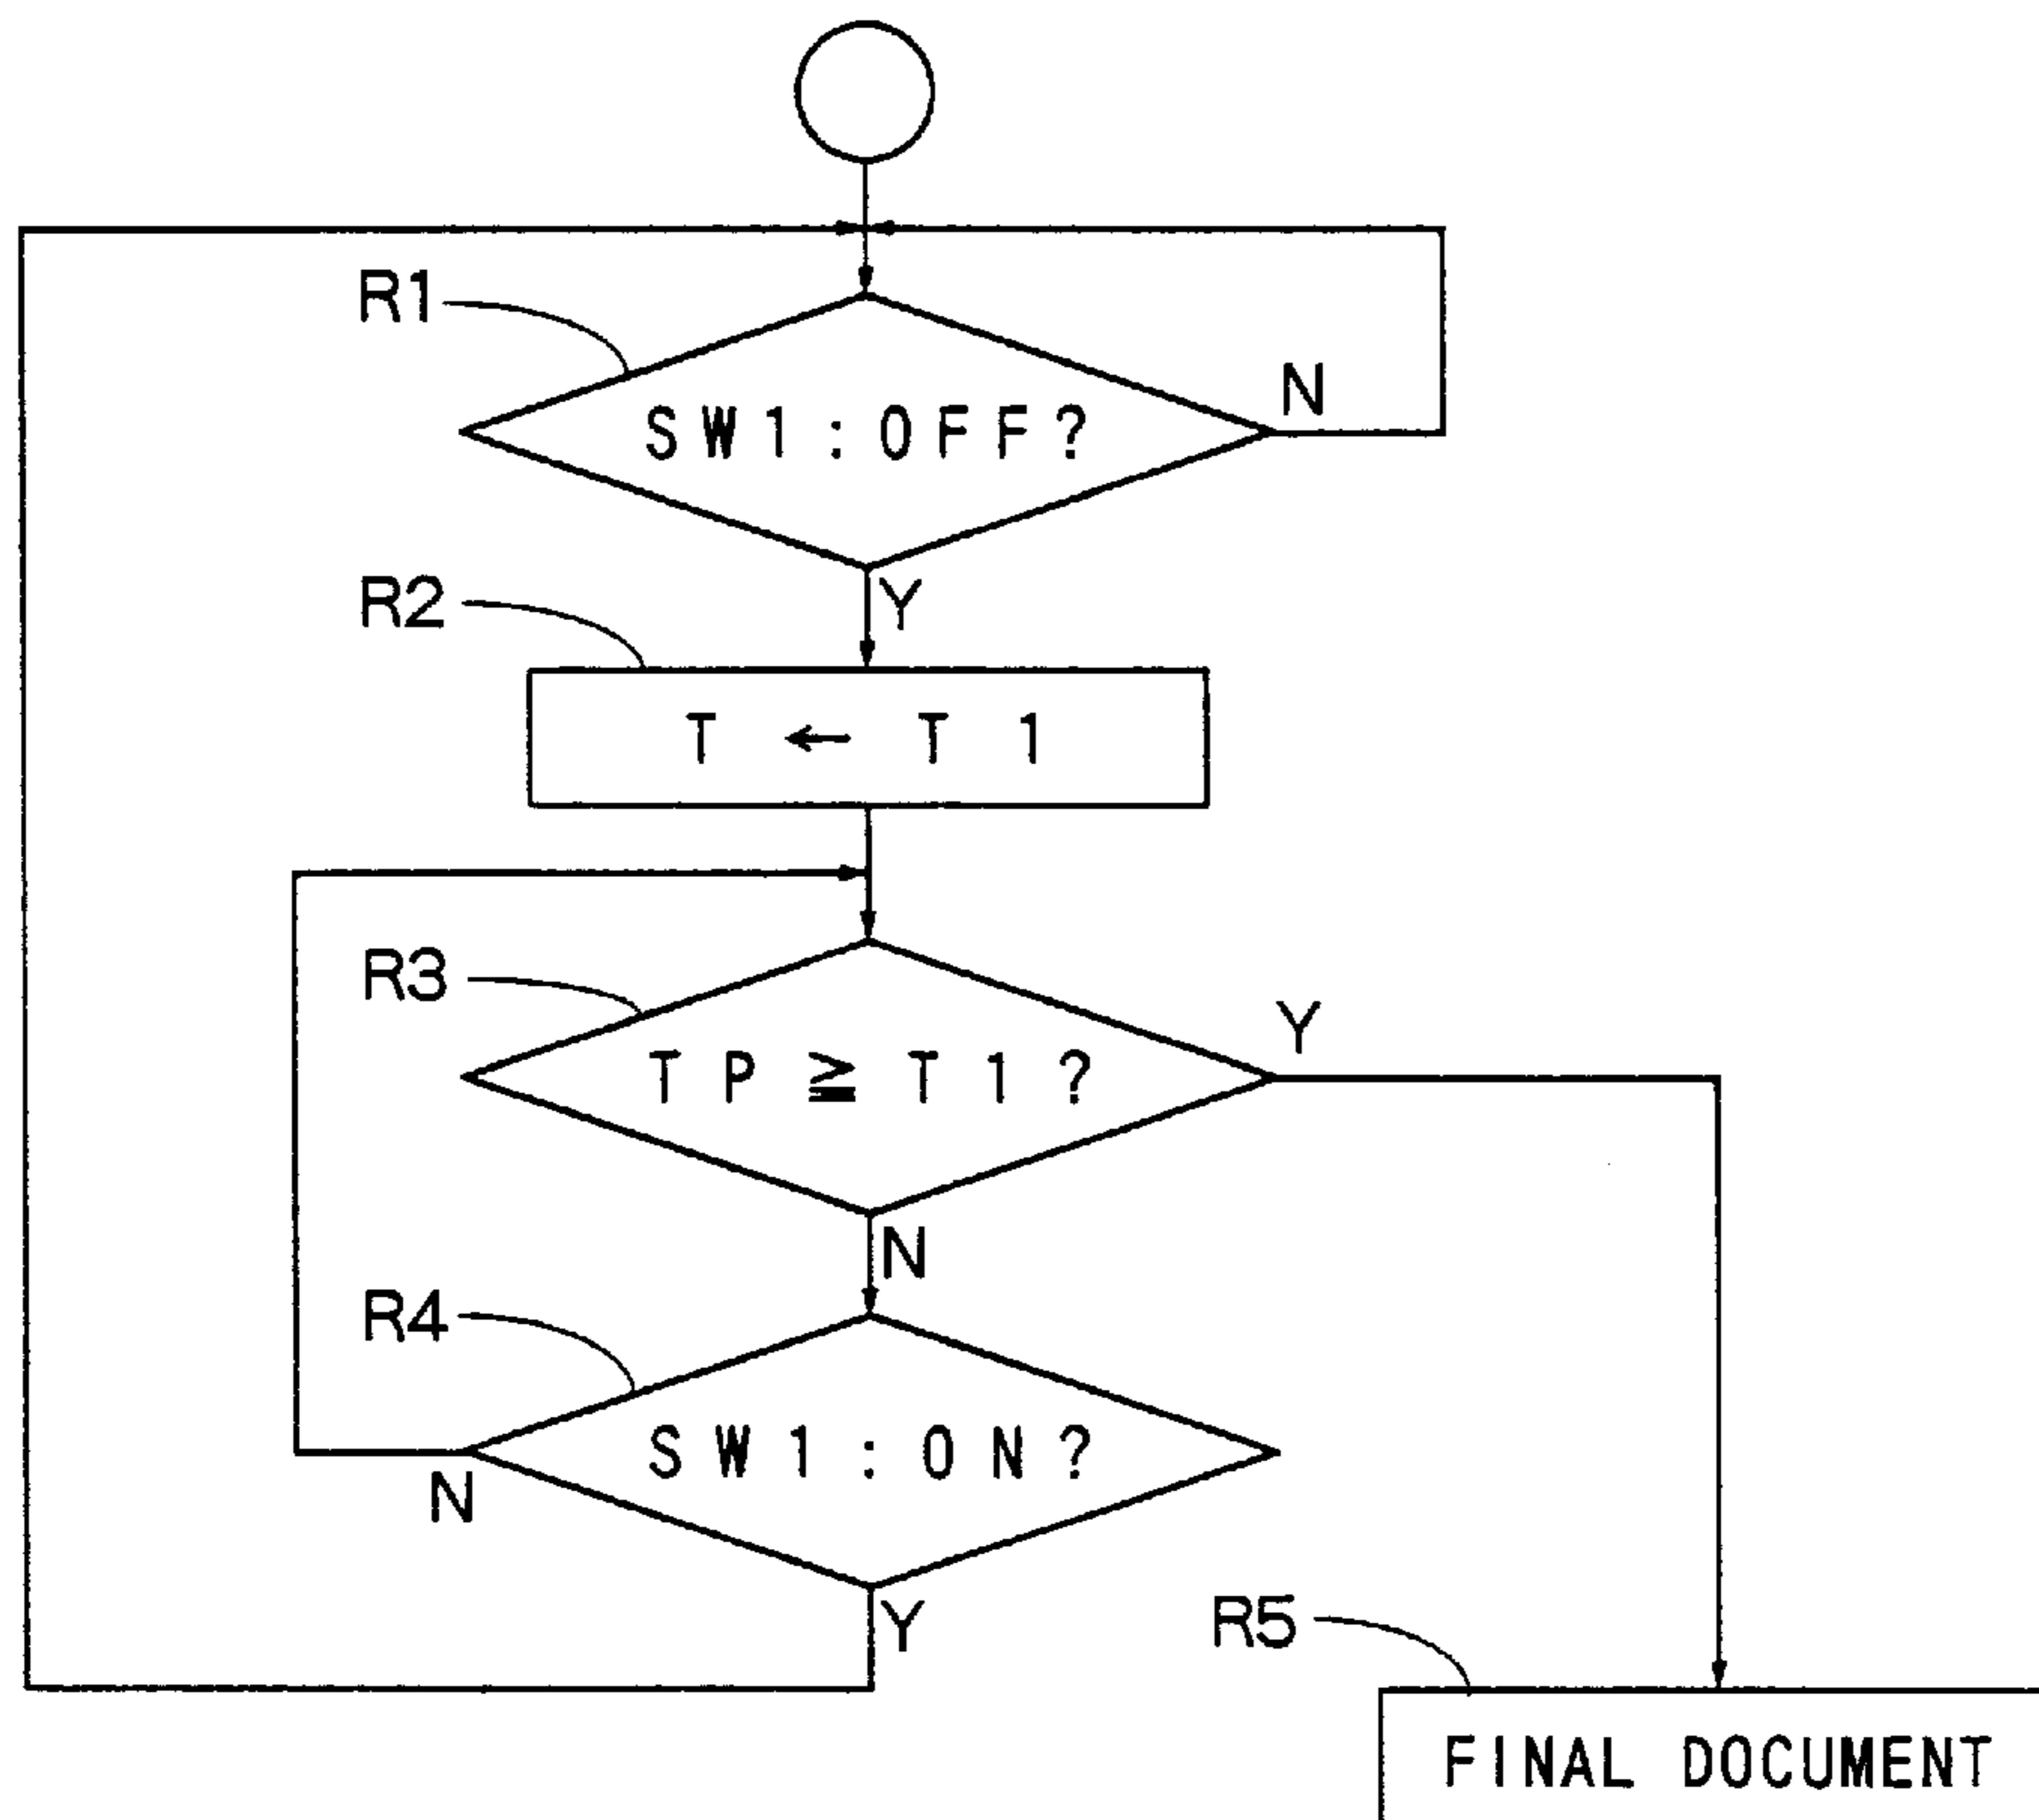 R1
SW1:OFF?
N
Y
R2
T ← T1
R3
TP≧T1?
Y
N
R4
SW1:ON?
N
Y
R5
FINAL DOCUMENT